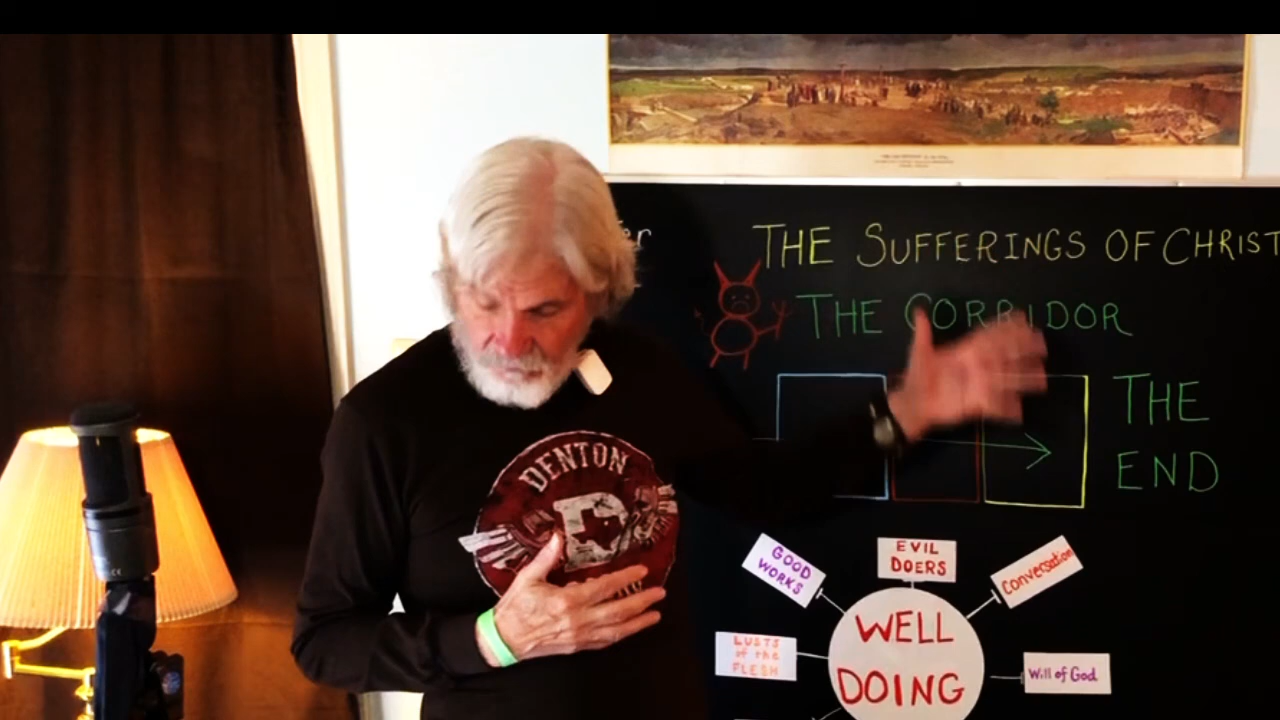 THE SUFFERINGS OF CHRIST
THE CORRIDOR
THE
END
DENTON
D
GOOD
WORKS
EVIL
DOERS
Conversation
WELL
DOING
LUSTS
of the
FLESH
Will of God